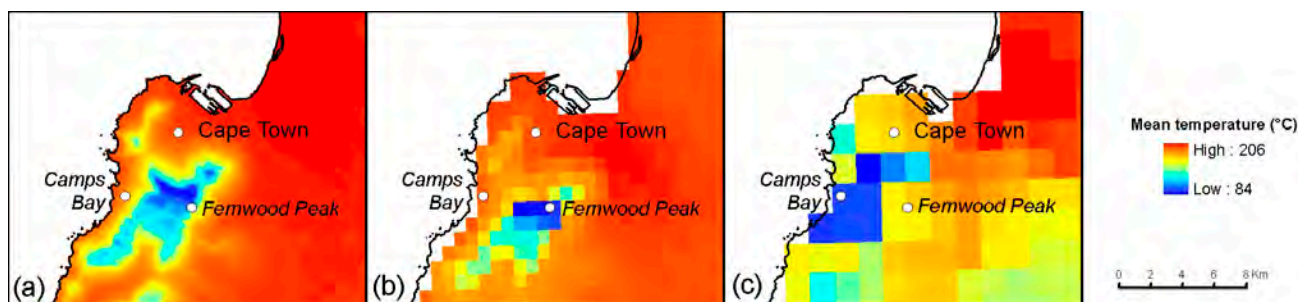 Cape Town
Camps
Bay
Fernwood Peak
(a)
Cape Town
Camps
Bay
Fernwood Peak
(b)
Cape Town
Camps
Bay
Fernwood Peak
(c)
Mean temperature (°C)
High : 206
Low : 84
0 2 4 6 8 Km